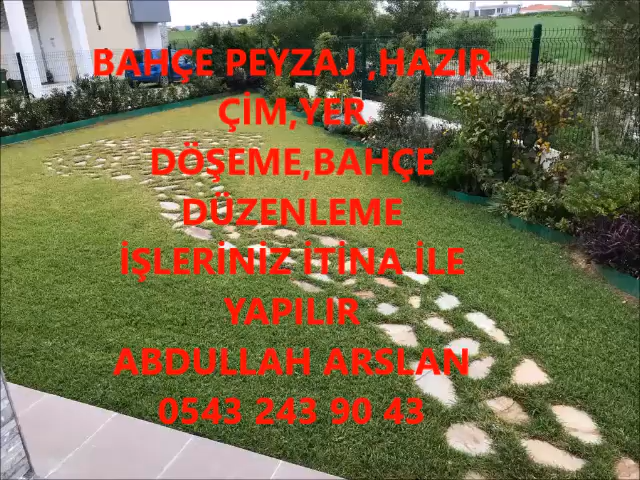 BAHÇE PEYZAJ ,HAZIR
ÇİM,YER
DÖŞEME,BAHÇE
DÜZENLEME
İŞLERİNİZ İTİNA İLE
YAPILIR
ABDULLAH ARSLAN
0543 243 90 43